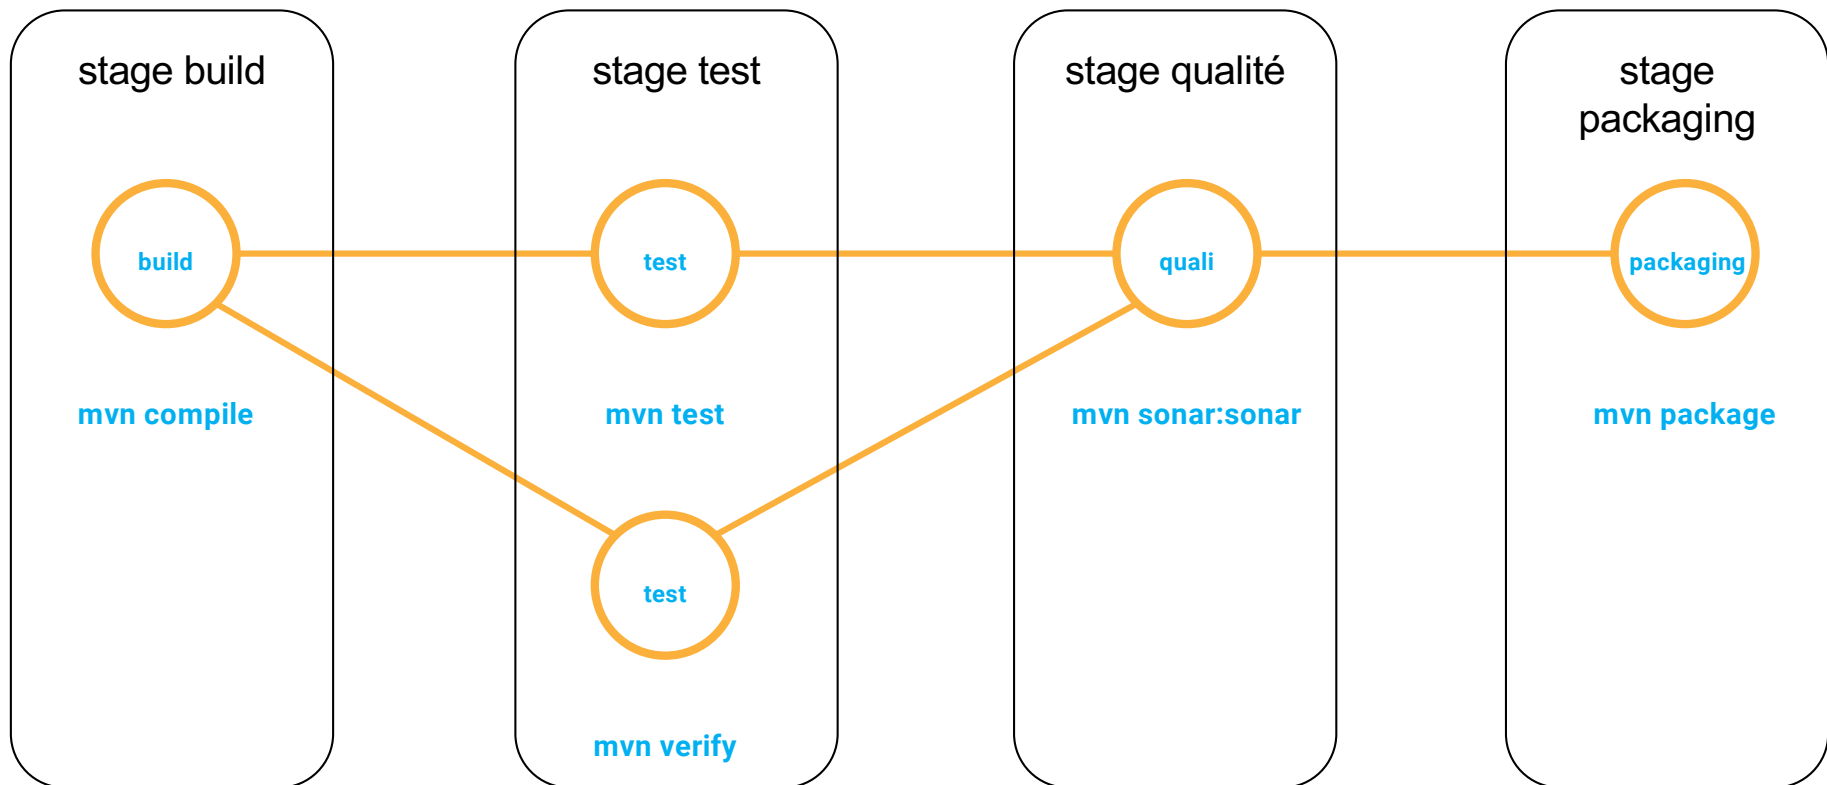 stage build
stage test
stage qualité
stage
packaging
build
test
quali
packaging
mvn compile
mvn test
mvn sonar:sonar
mvn package
test
mvn verify